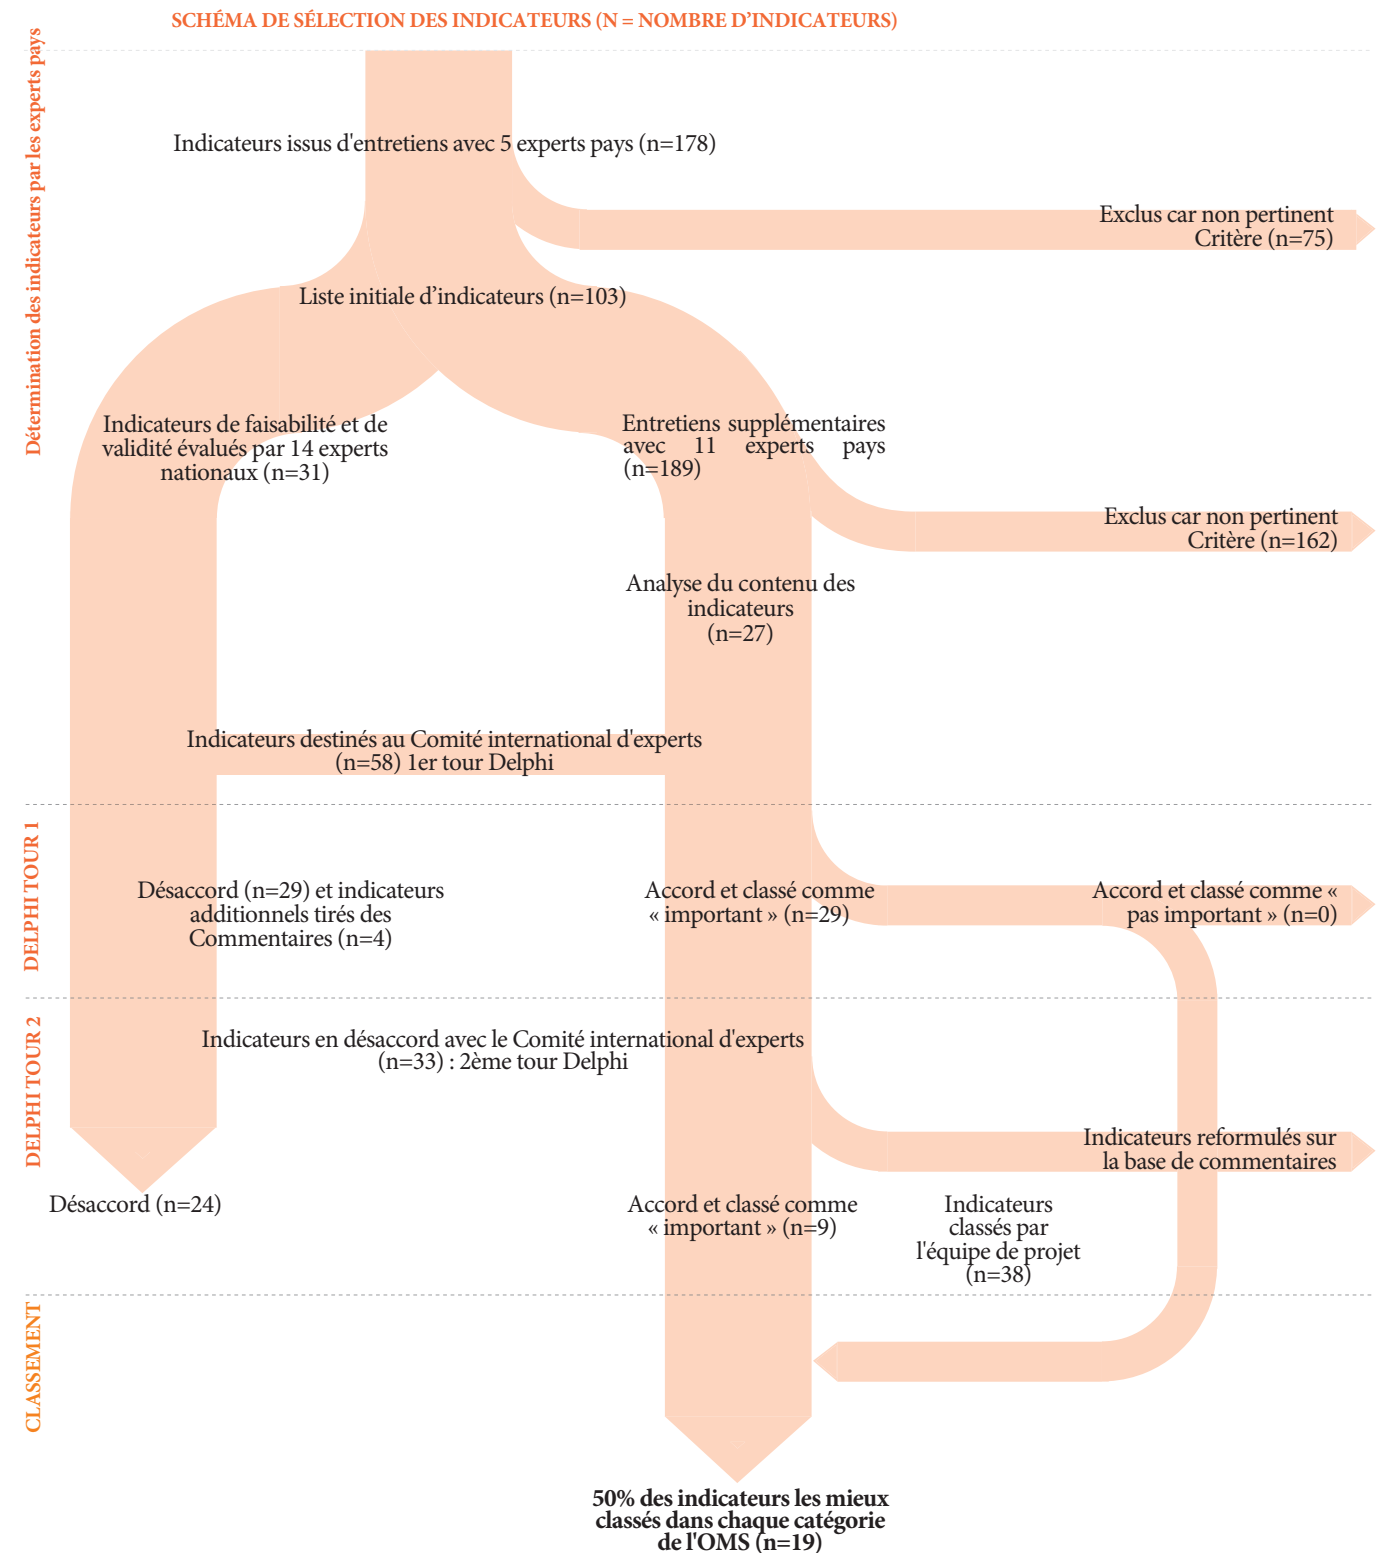 SCHÉMA DE SÉLECTION DES INDICATEURS (N = NOMBRE D’INDICATEURS)
Détermination des indicateurs par les experts pays
Indicateurs issus d'entretiens avec 5 experts pays (n=178)
Exclus car non pertinent
Critère (n=75)
Liste initiale d’indicateurs (n=103)
Indicateurs de faisabilité et de
validité évalués par 14 experts
nationaux (n=31)
Entretiens supplémentaires
avec 11 experts pays
(n=189)
Exclus car non pertinent
Critère (n=162)
Analyse du contenu des
indicateurs
(n=27)
Indicateurs destinés au Comité international d'experts
(n=58) 1er tour Delphi
DELPHI TOUR 1
Désaccord (n=29) et indicateurs
additionnels tirés des
Commentaires (n=4)
Accord et classé comme
« important » (n=29)
Accord et classé comme «
pas important » (n=0)
DELPHI TOUR 2
Indicateurs en désaccord avec le Comité international d'experts
(n=33) : 2ème tour Delphi
Indicateurs reformulés sur
la base de commentaires
Désaccord (n=24)
Accord et classé comme
« important » (n=9)
Indicateurs
classés par
l'équipe de projet
(n=38)
CLASSEMENT
50% des indicateurs les mieux
classés dans chaque catégorie
de l'OMS (n=19)